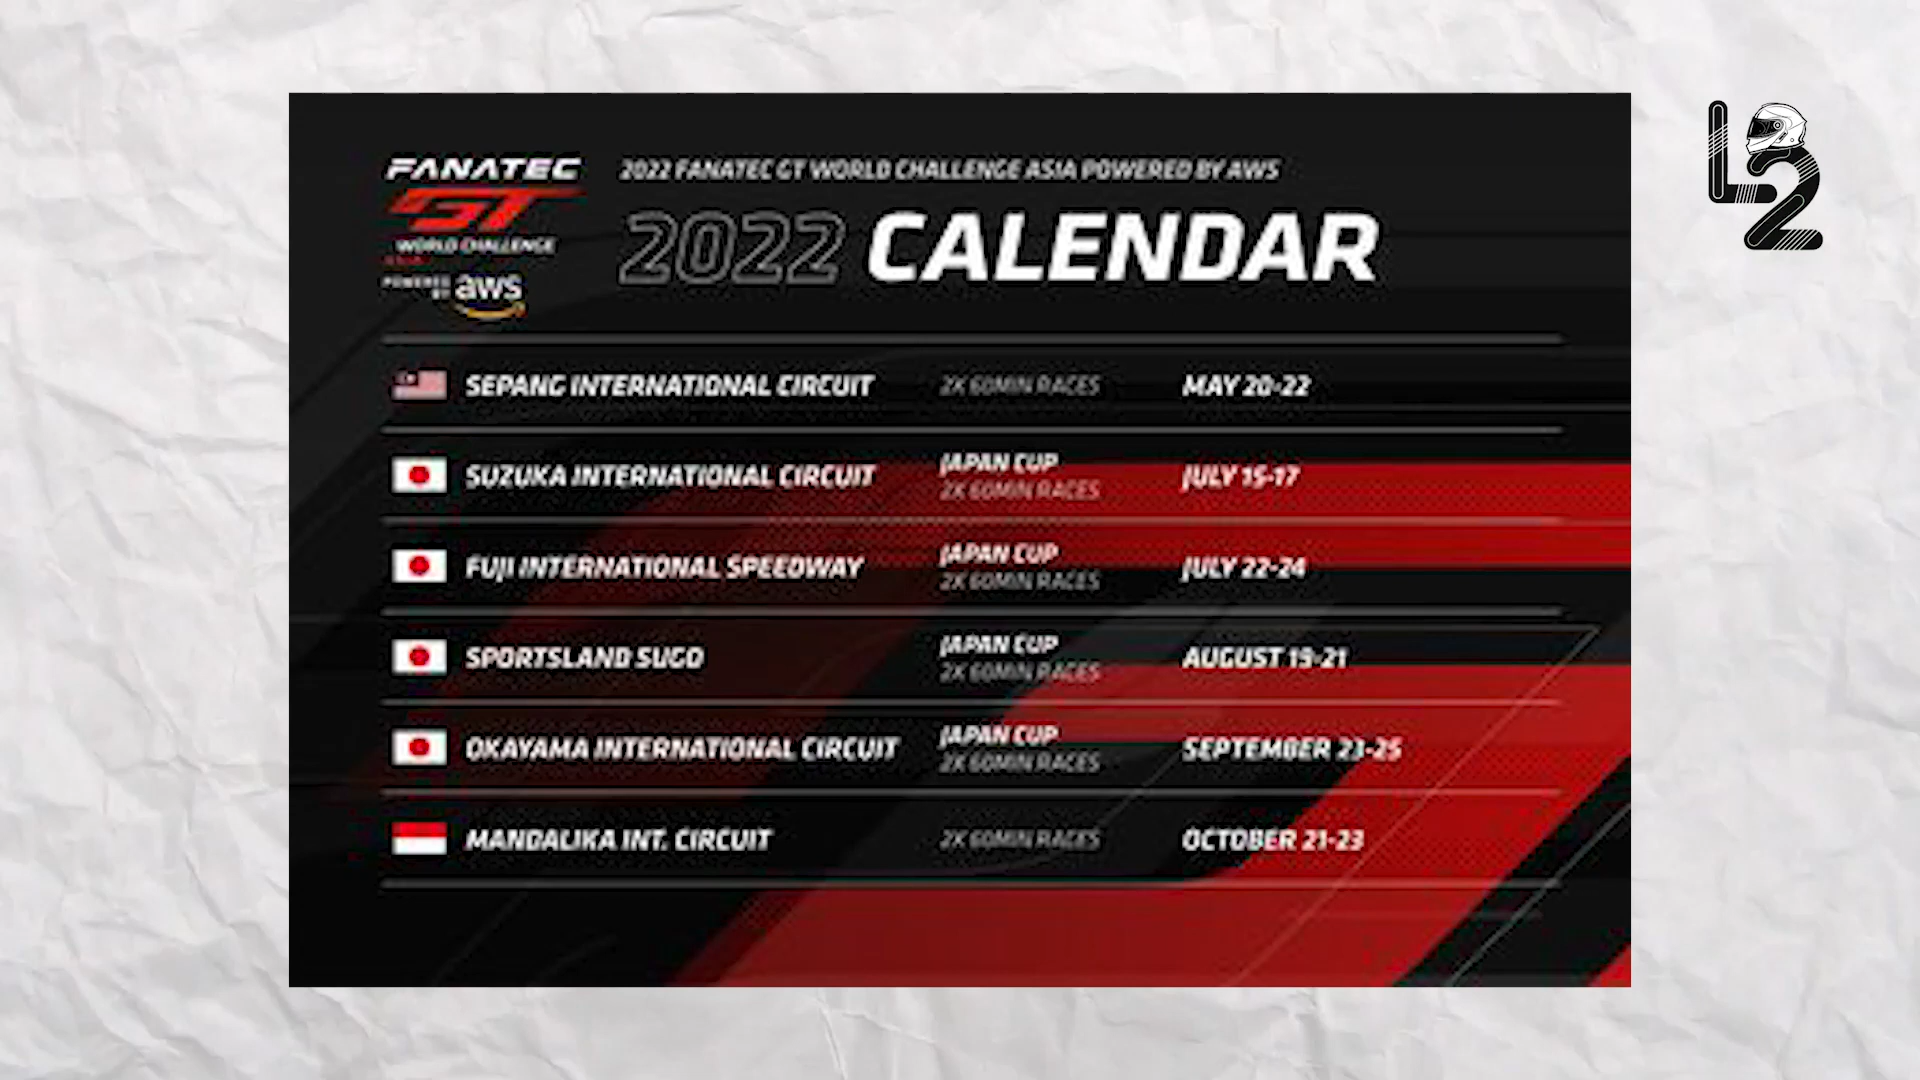 FANATEC
GT
WORLD CHALLENGE
ASIA
POWERED BY aws
2022 FANATEC GT WORLD CHALLENGE ASIA POWERED BY AWS
2022 CALENDAR
SEPANG INTERNATIONAL CIRCUIT 2X 60MIN RACES MAY 20-22
SUZUKA INTERNATIONAL CIRCUIT JAPAN CUP 2X 60MIN RACES JULY 15-17
FUJI INTERNATIONAL SPEEDWAY JAPAN CUP 2X 60MIN RACES JULY 22-24
SPORTSLAND SUGO JAPAN CUP 2X 60MIN RACES AUGUST 19-21
OKAYAMA INTERNATIONAL CIRCUIT JAPAN CUP 2X 60MIN RACES SEPTEMBER 23-25
MANDALIKA INT. CIRCUIT 2X 60MIN RACES OCTOBER 21-23
L2